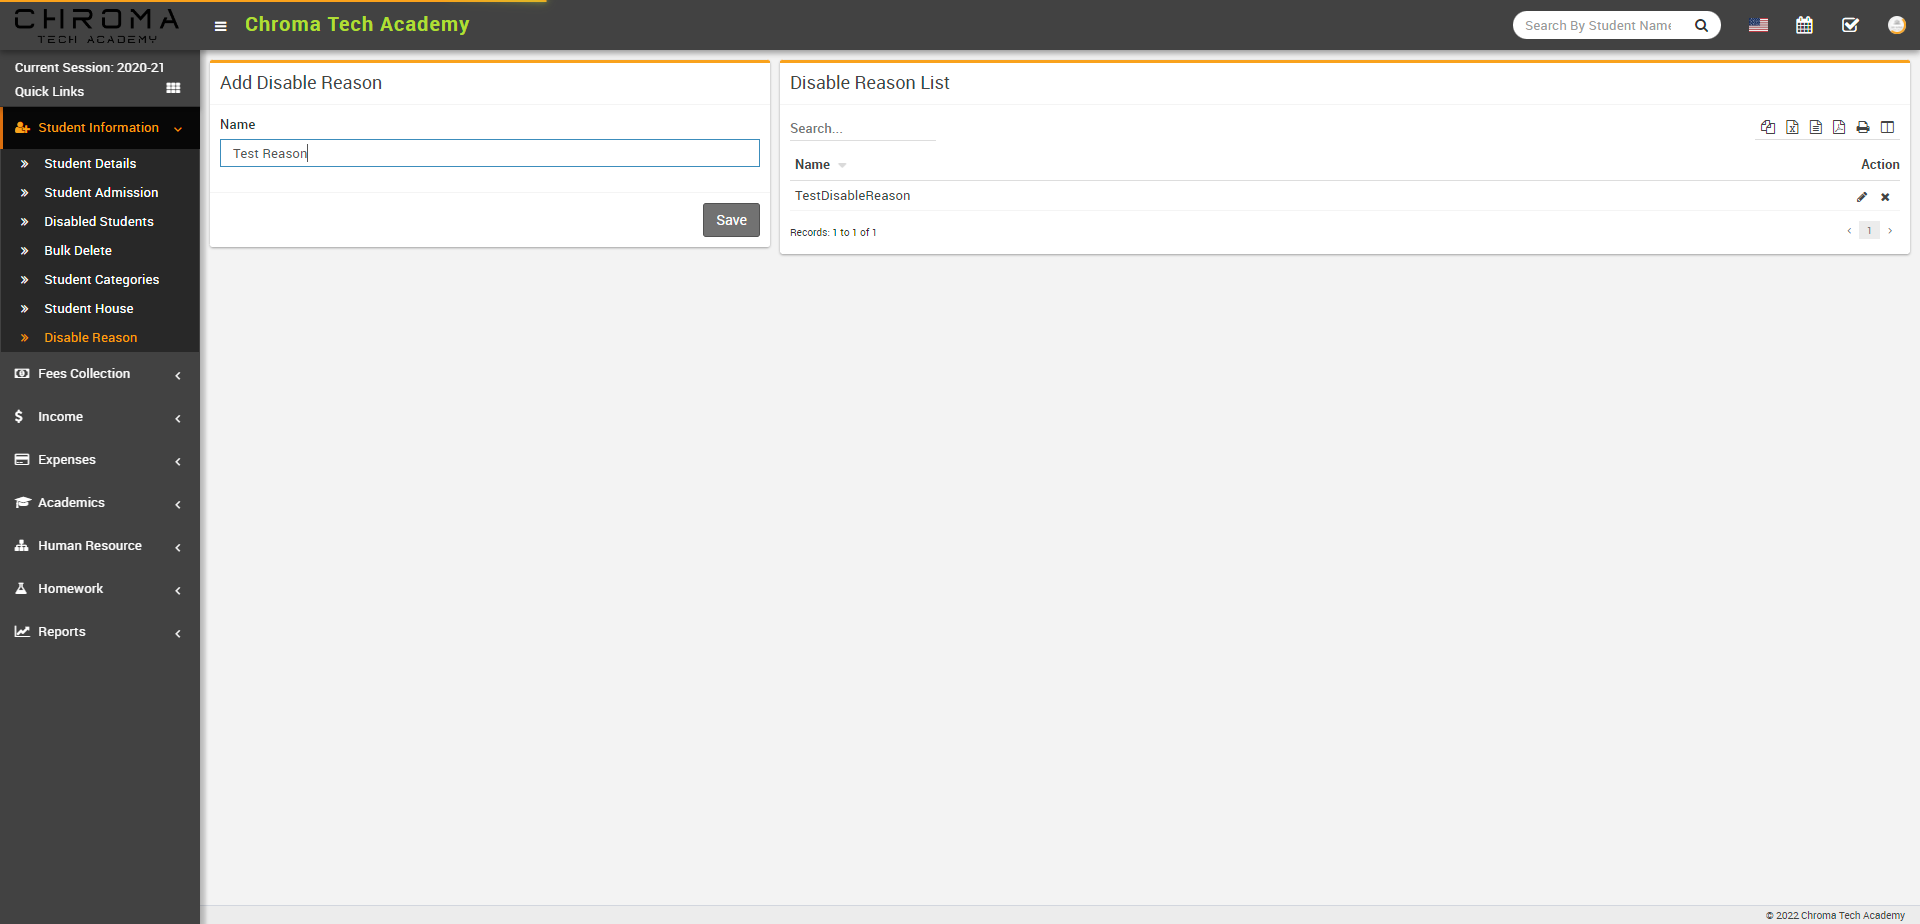 CHROMA
TECH ACADEMY
Chroma Tech Academy
Search By Student Name
Current Session: 2020-21
Quick Links
Student Information
Student Details
Student Admission
Disabled Students
Bulk Delete
Student Categories
Student House
Disable Reason
Fees Collection
Income
Expenses
Academics
Human Resource
Homework
Reports
Add Disable Reason
Name
Test Reason
Save
Disable Reason List
Search...
Name Action
TestDisableReason
Records: 1 to 1 of 1
1
© 2022 Chroma Tech Academy